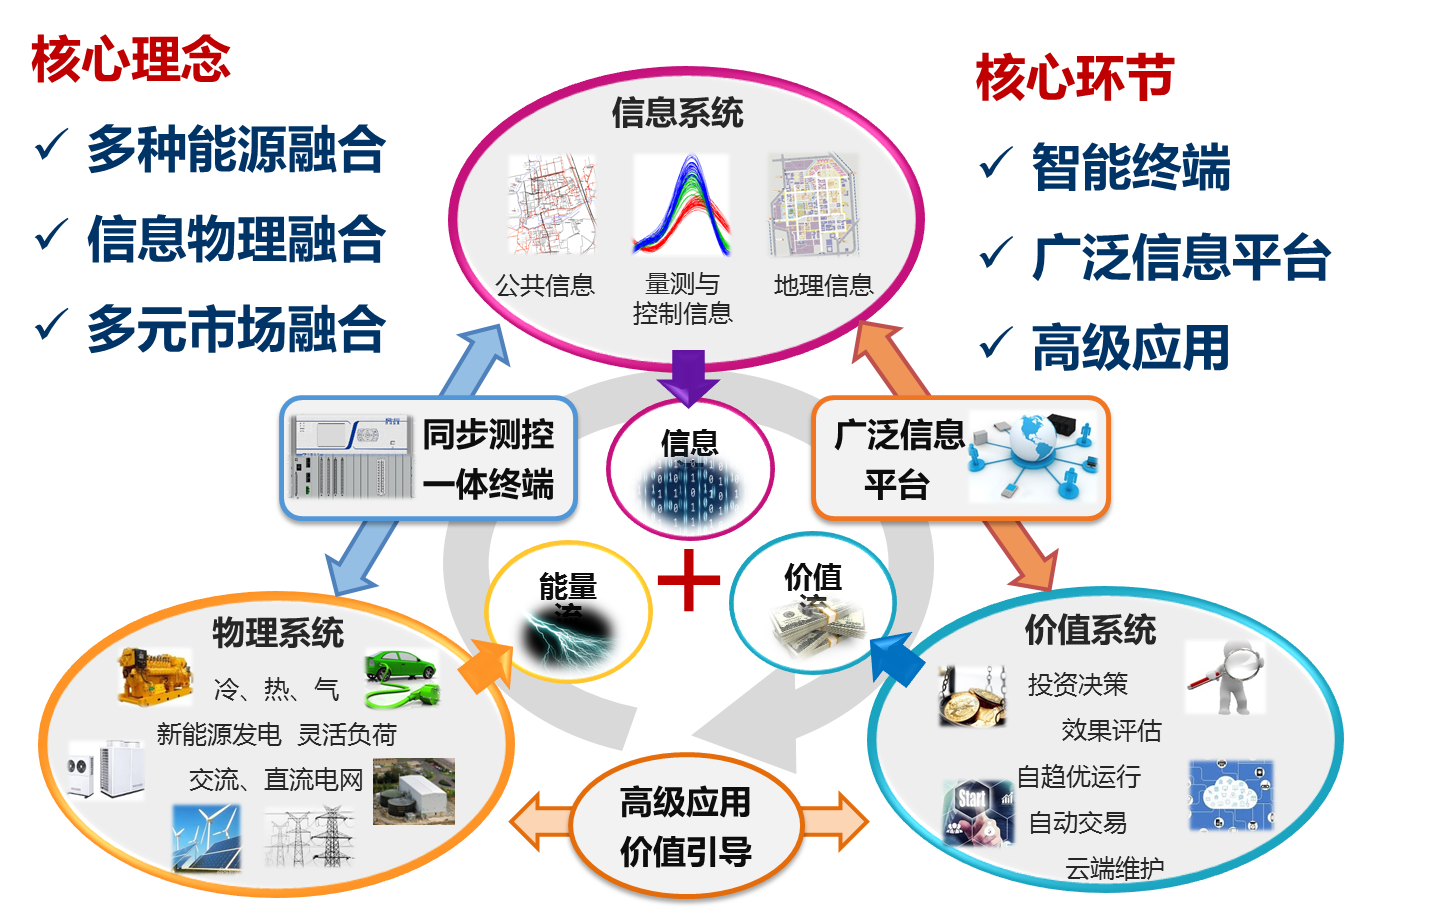 核心理念
多种能源融合
信息物理融合
多元市场融合
核心环节
智能终端
广泛信息平台
高级应用
信息系统
公共信息
量测与
控制信息
地理信息
同步测控
一体终端
广泛信息
平台
信息
能量
流
价值
流
物理系统
冷、热、气
新能源发电 灵活负荷
交流、直流电网
价值系统
投资决策
效果评估
自趋优运行
Start
自动交易
云端维护
高级应用
价值引导